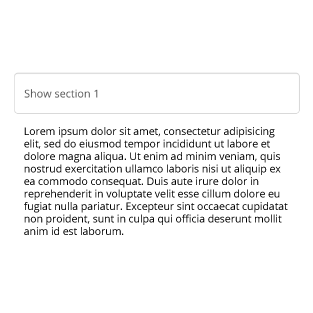 Show section 1
Lorem ipsum dolor sit amet, consectetur adipisicing
elit, sed do eiusmod tempor incididunt ut labore et
dolore magna aliqua. Ut enim ad minim veniam, quis
nostrud exercitation ullamco laboris nisi ut aliquip ex
ea commodo consequat. Duis aute irure dolor in
reprehenderit in voluptate velit esse cillum dolore eu
fugiat nulla pariatur. Excepteur sint occaecat cupidatat
non proident, sunt in culpa qui officia deserunt mollit
anim id est laborum.